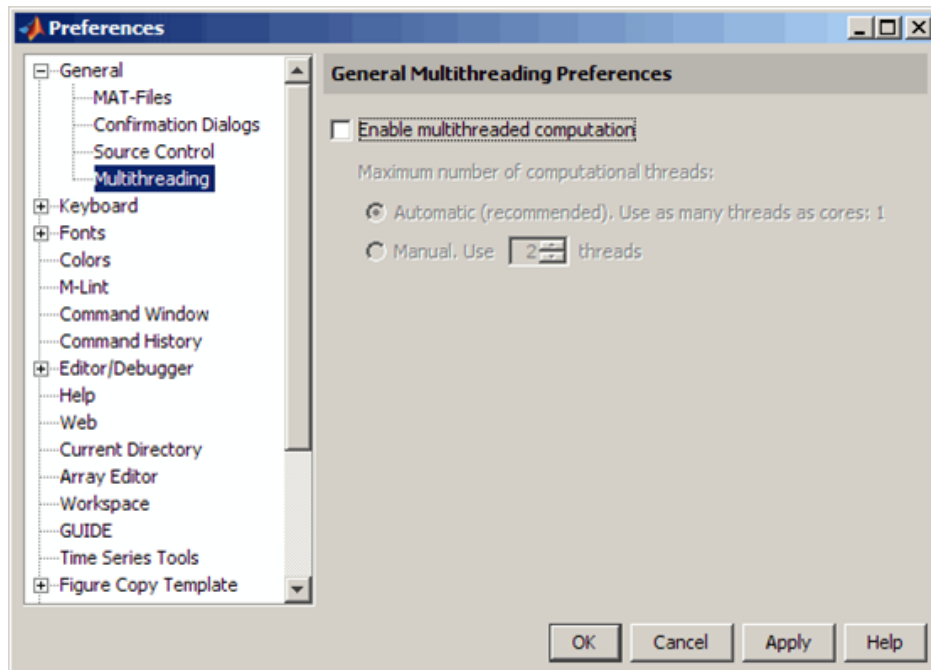 Preferences
General
MAT-Files
Confirmation Dialogs
Source Control
Multithreading
Keyboard
Fonts
Colors
M-Lint
Command Window
Command History
Editor/Debugger
Help
Web
Current Directory
Array Editor
Workspace
GUIDE
Time Series Tools
Figure Copy Template
General Multithreading Preferences
Enable multithreaded computation
Maximum number of computational threads:
Automatic (recommended). Use as many threads as cores: 1
Manual. Use 2 threads
OK Cancel Apply Help